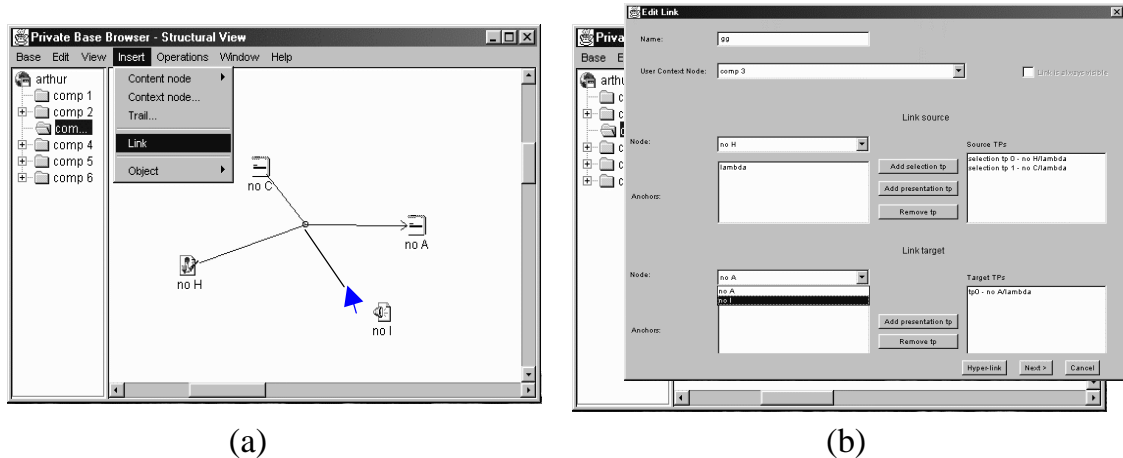 Private Base Browser - Structural View
Base Edit View Insert Operations Window Help
arthur
comp 1
comp 2
com...
comp 4
comp 5
comp 6
Content node
Context node...
Trail...
Link
Object
no C
no A
no H
no I
(a)
Priva
Base E
arthu
c
c
c
c
c
c
Edit Link
Name:
gg
User Context Node:
comp 3
Link is always visible
Link source
Node:
no H
Source TPs
lambda
Add selection tp
selection tp 0 - no H/lambda
selection tp 1 - no C/lambda
Anchors:
Add presentation tp
Remove tp
Link target
Node:
no A
Target TPs
no A
no I
tp0 - no A/lambda
Anchors:
Add presentation tp
Remove tp
Hyper-link Next > Cancel
(b)